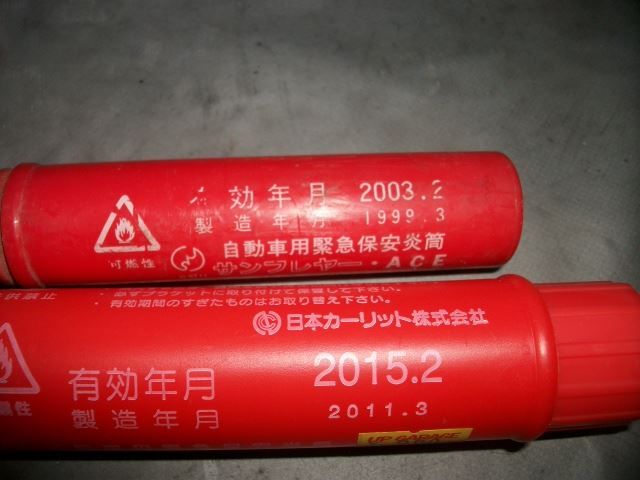 有効年月 2003.2
製造年月 1999.3
自動車用緊急保安炎筒
サンフレヤー・ACE
可燃性
有効期間のすぎたものはお取り替え下さい。
日本カーリット株式会社
有効年月 2015.2
製造年月 2011.3
UP GARAGE